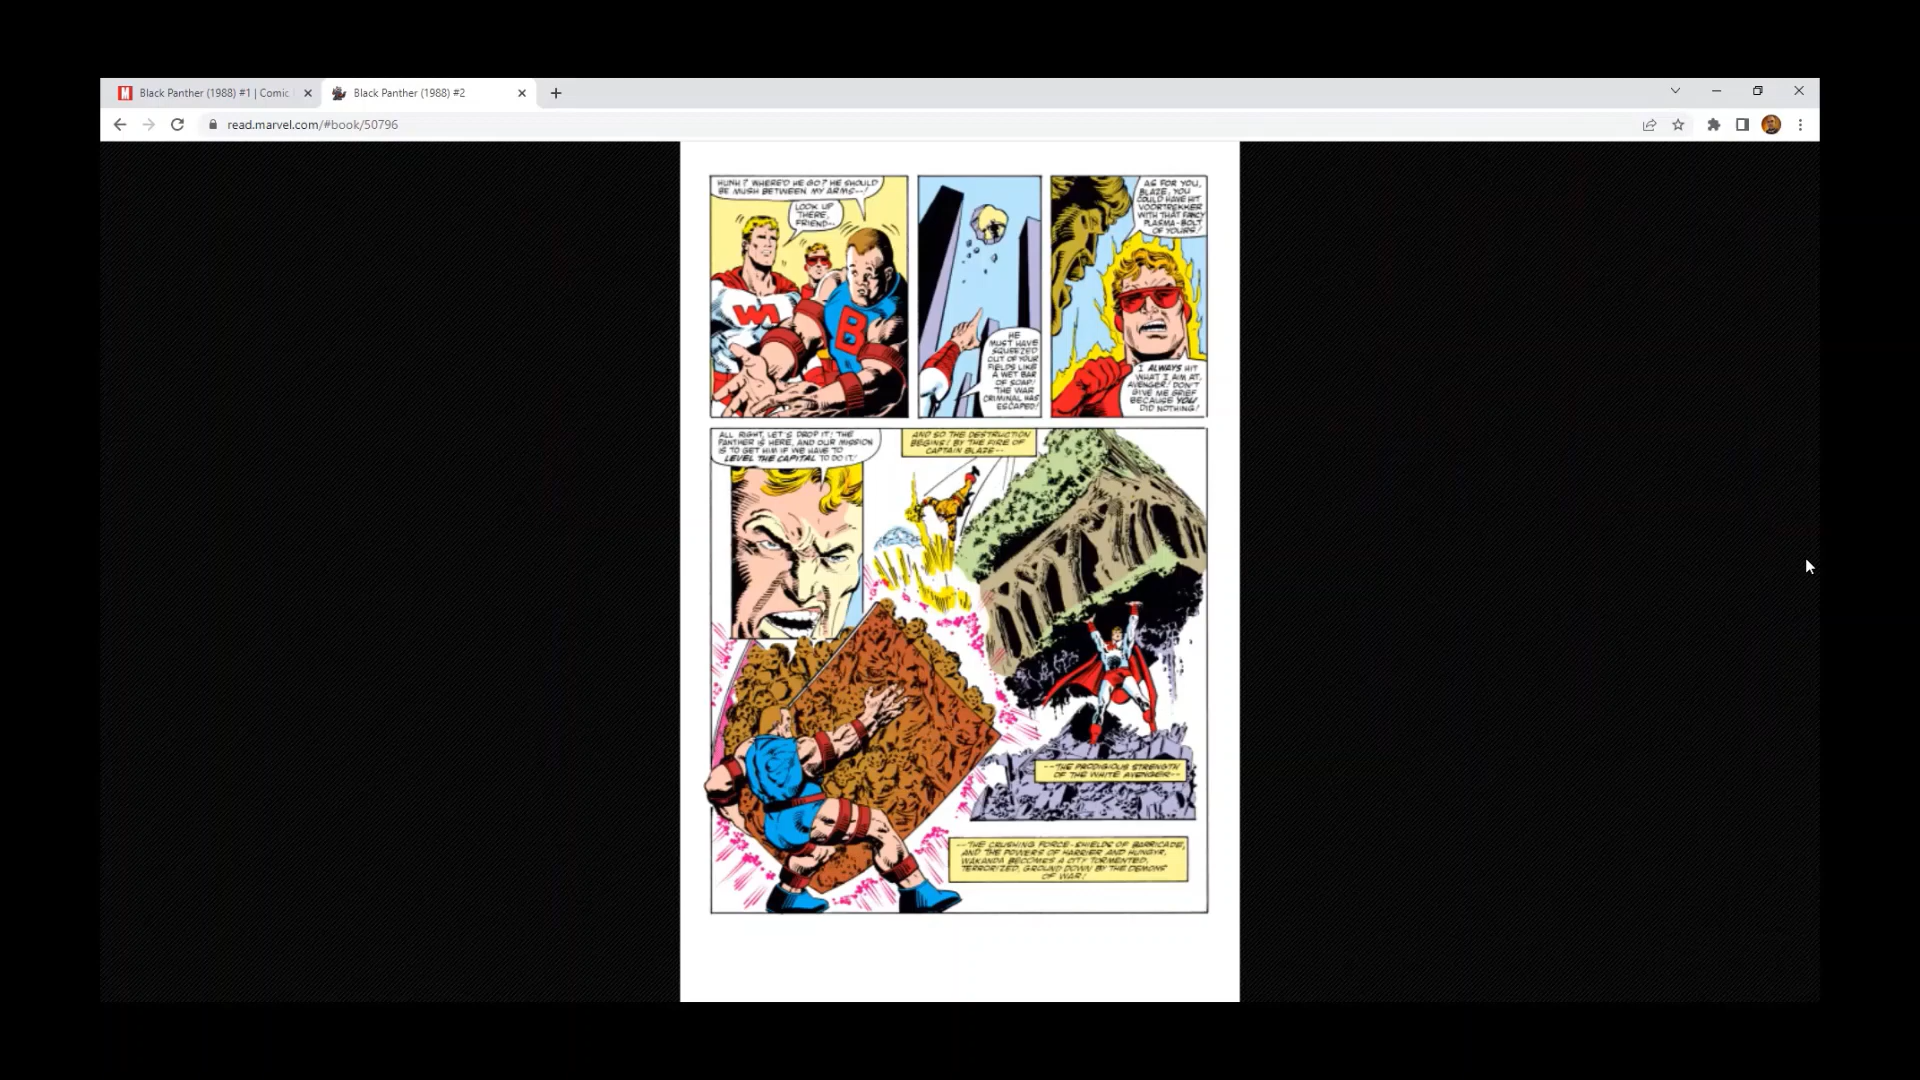 Black Panther (1988) #1 | Comic
Black Panther (1988) #2
read.marvel.com/#book/50796
HUNH? WHERE'D HE GO? HE SHOULD
BE MUSH BETWEEN MY ARMS--!
LOOK UP
THERE,
FRIEND--
W
B
HE
MUST HAVE
SQUEEZED
OUT OF YOUR
FIELDS LIKE
A WET BAR
OF SOAP!
THE WAR
CRIMINAL HAS
ESCAPED!
AS FOR YOU,
BLAZE, YOU
COULD HAVE HIT
VOORTREKKER
WITH THAT FANCY
PLASMA-BOLT
OF YOURS!
I ALWAYS HIT
WHAT I AIM AT,
AVENGER! DON'T
GIVE ME GRIEF
BECAUSE YOU
DID NOTHING!
ALL RIGHT, LET'S DROP IT! THE
PANTHER IS HERE, AND OUR MISSION
IS TO GET HIM IF WE HAVE TO
LEVEL THE CAPITAL TO DO IT!
AND SO THE DESTRUCTION
BEGINS! BY THE FIRE OF
CAPTAIN BLAZE--
--THE PRODIGIOUS STRENGTH
OF THE WHITE AVENGER--
--THE CRUSHING FORCE-SHIELDS OF BARRICADE,
AND THE POWERS OF HARRIER AND HUNGYR,
WAKANDA BECOMES A CITY TORMENTED,
TERRORIZED, GROUND DOWN BY THE DEMONS
OF WAR!